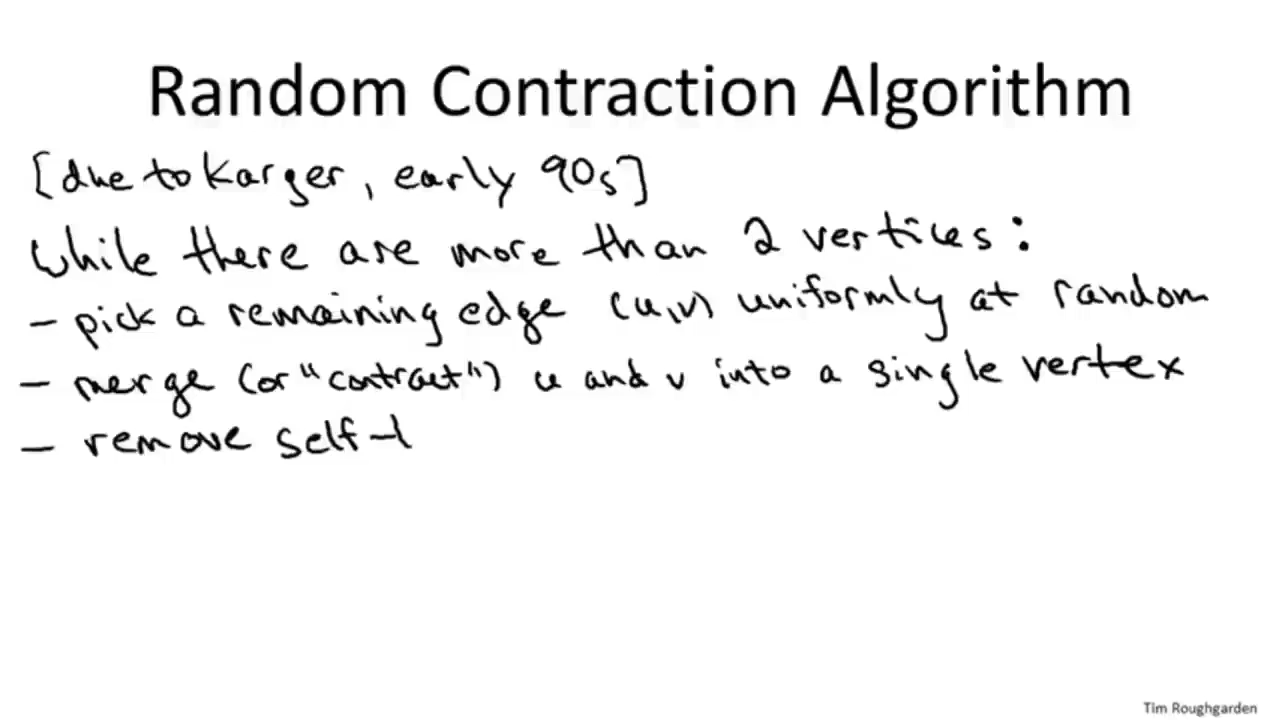 Random Contraction Algorithm
[due to Karger, early 90s]
While there are more than 2 vertices:
- pick a remaining edge (u,v) uniformly at random
- merge (or "contract") u and v into a single vertex
- remove self-l
Tim Roughgarden